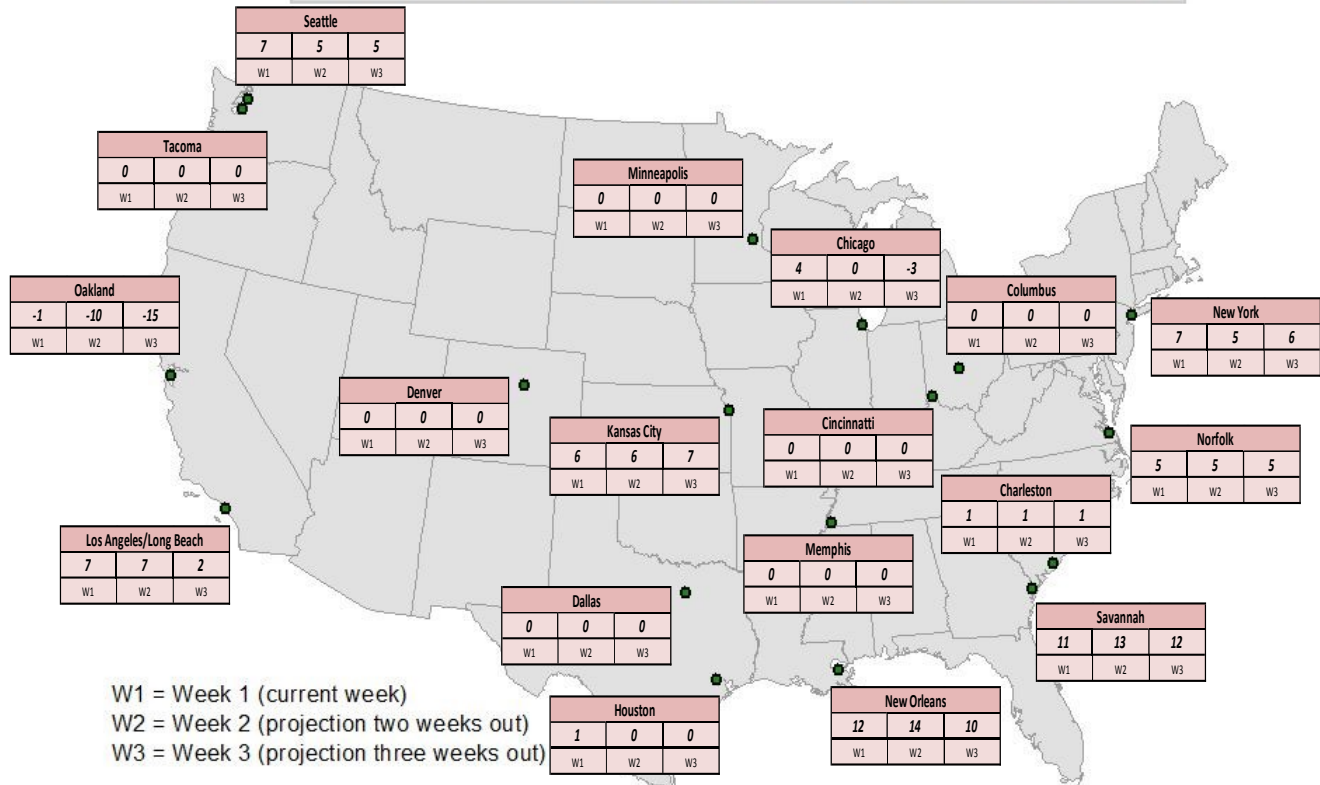 Seattle
7 5 5
W1 W2 W3
Tacoma
0 0 0
W1 W2 W3
Minneapolis
0 0 0
W1 W2 W3
Chicago
4 0 -3
W1 W2 W3
Oakland
-1 -10 -15
W1 W2 W3
Columbus
0 0 0
W1 W2 W3
New York
7 5 6
W1 W2 W3
Denver
0 0 0
W1 W2 W3
Kansas City
6 6 7
W1 W2 W3
Cincinnatti
0 0 0
W1 W2 W3
Norfolk
5 5 5
W1 W2 W3
Charleston
1 1 1
W1 W2 W3
Los Angeles/Long Beach
7 7 2
W1 W2 W3
Memphis
0 0 0
W1 W2 W3
Dallas
0 0 0
W1 W2 W3
Savannah
11 13 12
W1 W2 W3
New Orleans
12 14 10
W1 W2 W3
Houston
1 0 0
W1 W2 W3
W1 = Week 1 (current week)
W2 = Week 2 (projection two weeks out)
W3 = Week 3 (projection three weeks out)